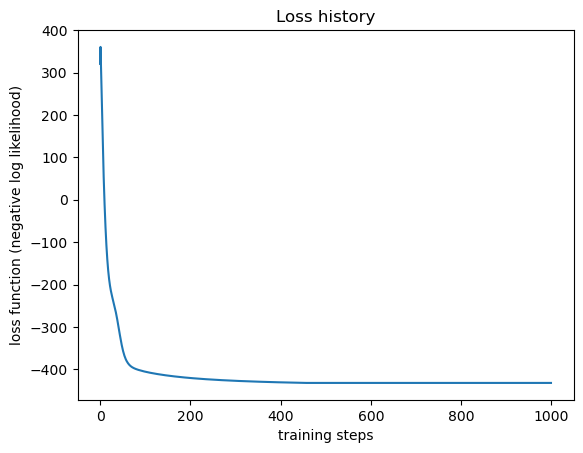 Loss history
loss function (negative log likelihood)
400
300
200
100
0
−100
−200
−300
−400
0 200 400 600 800 1000
training steps